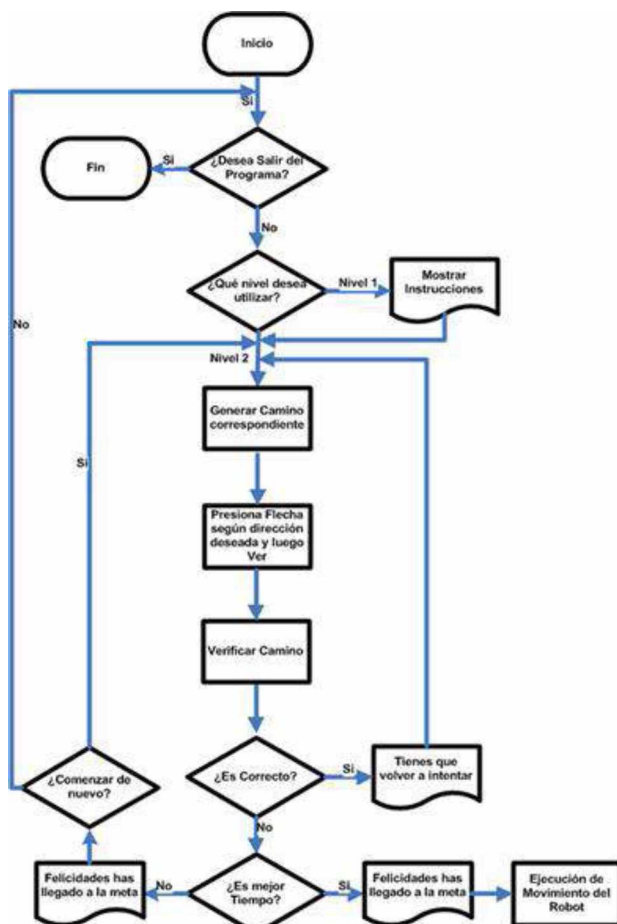 Inicio
Si
¿Desea Salir del
Programa?
Si
Fin
No
¿Qué nivel desea
utilizar?
Nivel 1
Mostrar
Instrucciones
No
Nivel 2
Generar Camino
correspondiente
Si
Presiona Flecha
según dirección
deseada y luego
Ver
Verificar Camino
¿Es Correcto?
Si
Tienes que
volver a intentar
¿Comenzar de
nuevo?
No
¿Es mejor
Tiempo?
No
Felicidades has
llegado a la meta
Si
Felicidades has
llegado a la meta
Ejecución de
Movimiento del
Robot